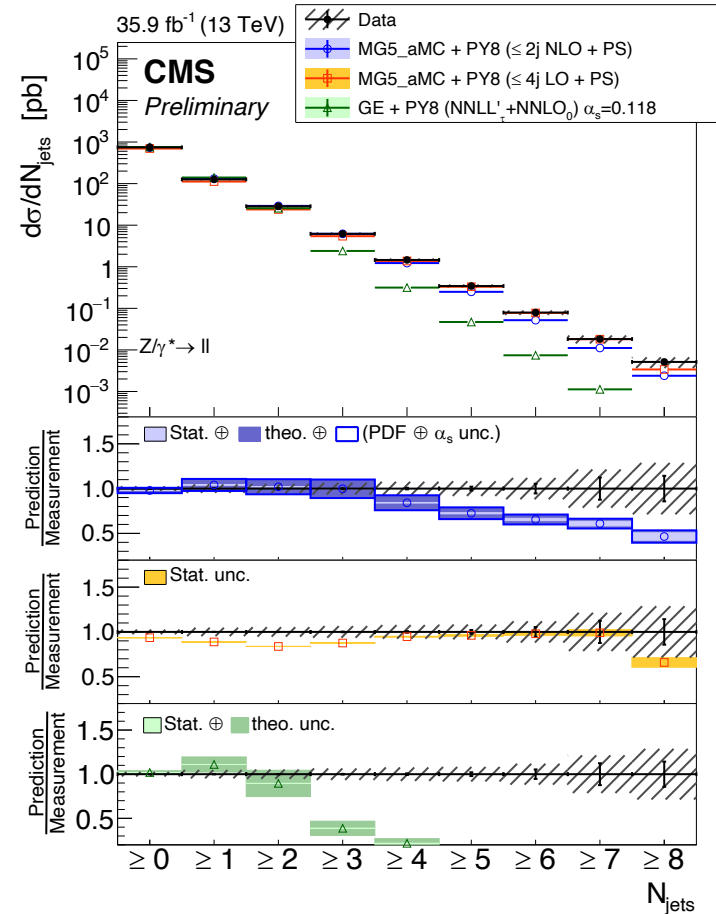 35.9 fb⁻¹ (13 TeV)
Data
MG5_aMC + PY8 (≤ 2j NLO + PS)
MG5_aMC + PY8 (≤ 4j LO + PS)
GE + PY8 (NNLL'τ+NNLO₀) αₛ=0.118
CMS
Preliminary
dσ/dN_jets [pb]
10⁵
10⁴
10³
10²
10
1
10⁻¹
10⁻²
10⁻³
Z/γ*→ ll
Stat. ⊕ theo. ⊕ (PDF ⊕ αₛ unc.)
Prediction
Measurement
1.5
1.0
0.5
Stat. unc.
Prediction
Measurement
1.5
1.0
0.5
Stat. ⊕ theo. unc.
Prediction
Measurement
1.5
1.0
0.5
≥ 0 ≥ 1 ≥ 2 ≥ 3 ≥ 4 ≥ 5 ≥ 6 ≥ 7 ≥ 8
N_jets